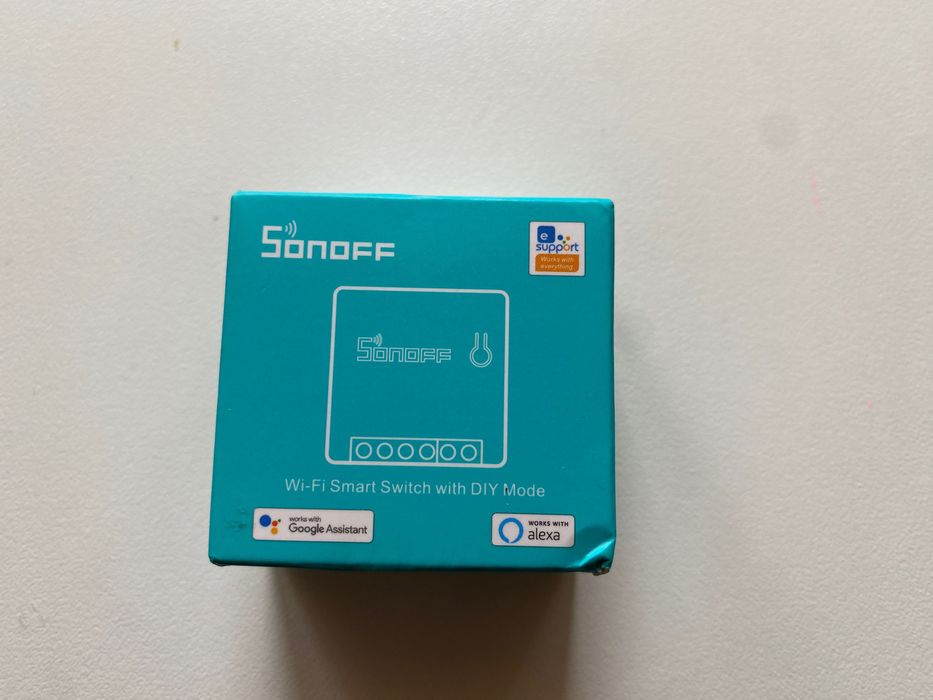 SONOFF
e
support
Works with
everything
SONOFF
Wi-Fi Smart Switch with DIY Mode
works with
Google Assistant
WORKS WITH
alexa